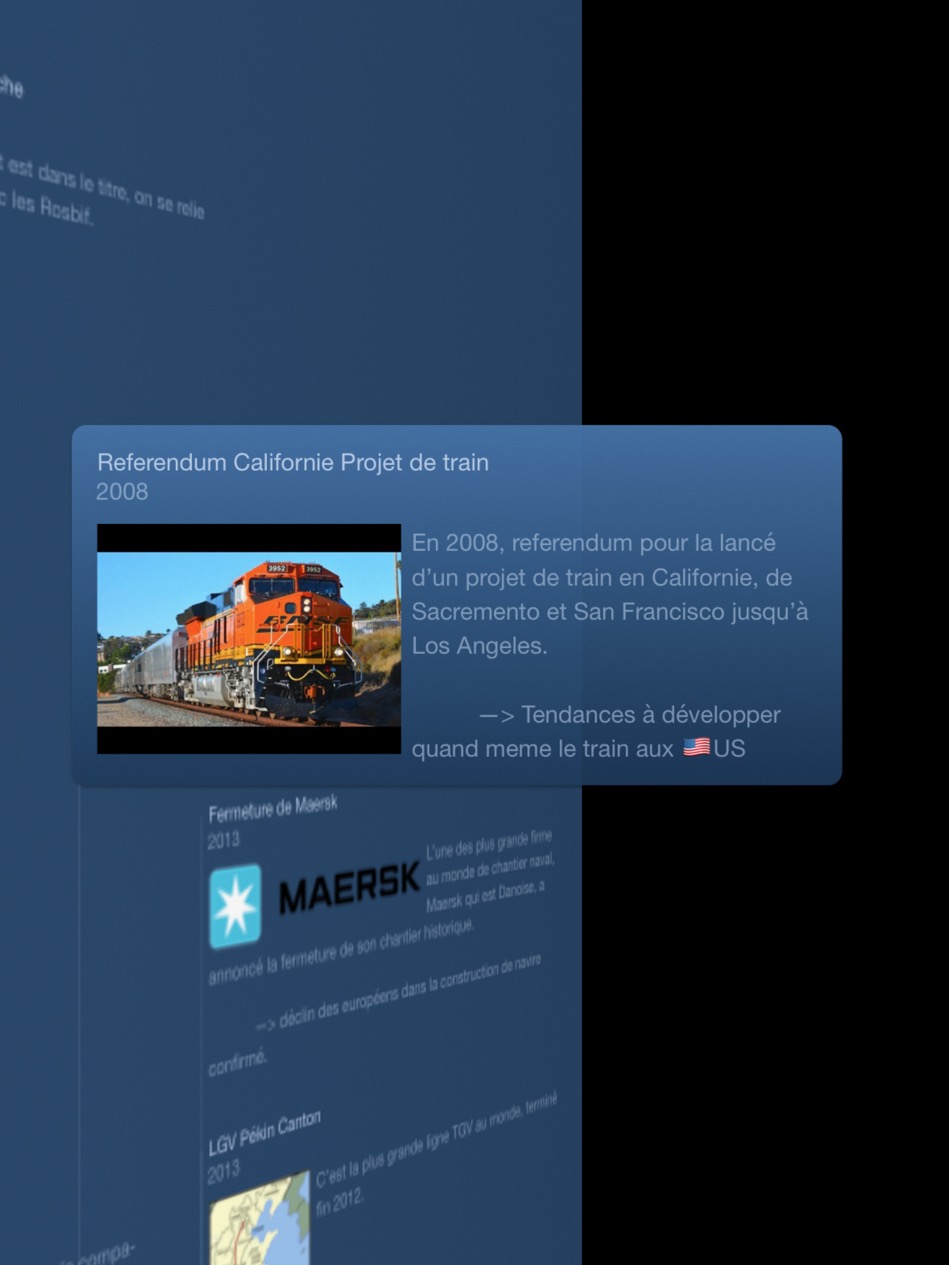 che
t est dans le titre, on se relie
c les Rosbif.
Referendum Californie Projet de train
2008
3952 3952
En 2008, referendum pour la lancé
d’un projet de train en Californie, de
Sacremento et San Francisco jusqu’à
Los Angeles.
—> Tendances à développer
quand meme le train aux 🇺🇸US
Fermeture de Maersk
2013
MAERSK
L’une des plus grande firme
au monde de chantier naval,
Maersk qui est Danoise, a
annoncé la fermeture de son chantier historique.
—> déclin des européens dans la construction de navire
confirmé.
LGV Pékin Canton
2013
C’est la plus grande ligne TGV au monde, terminé
fin 2012.
compa-